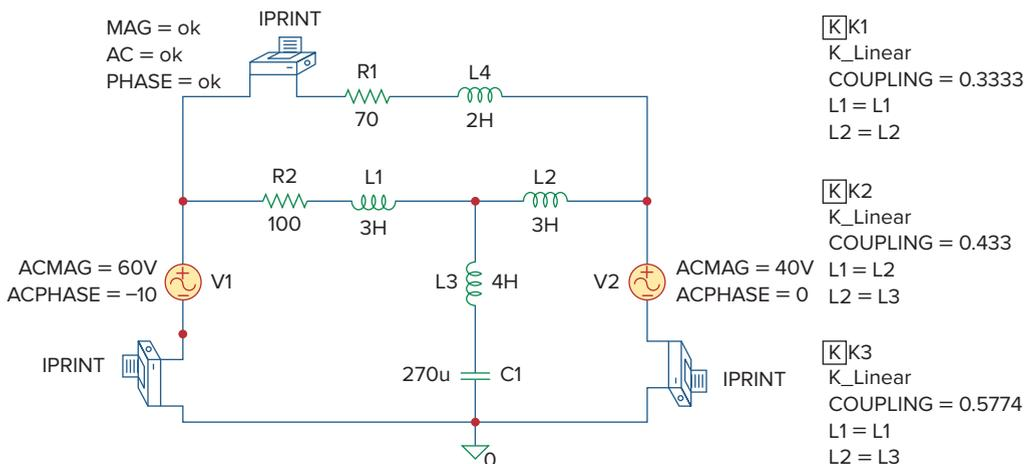 IPRINT
MAG = ok
AC = ok
PHASE = ok
R1
70
L4
2H
R2
100
L1
3H
L2
3H
ACMAG = 60V
ACPHASE = –10
V1
L3
4H
V2
ACMAG = 40V
ACPHASE = 0
IPRINT
270u
C1
IPRINT
0
K K1
K_Linear
COUPLING = 0.3333
L1 = L1
L2 = L2
K K2
K_Linear
COUPLING = 0.433
L1 = L2
L2 = L3
K K3
K_Linear
COUPLING = 0.5774
L1 = L1
L2 = L3